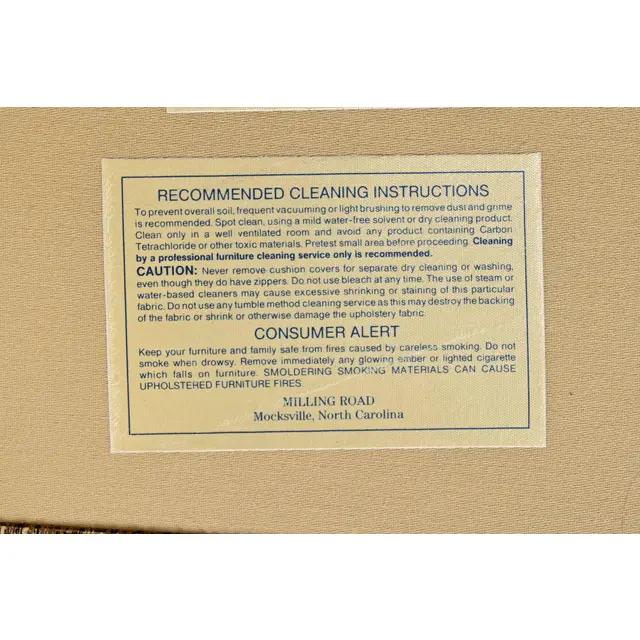 RECOMMENDED CLEANING INSTRUCTIONS
To prevent overall soil, frequent vacuuming or light brushing to remove dust and grime
is recommended. Spot clean, using a mild water-free solvent or dry cleaning product.
Clean only in a well ventilated room and avoid any product containing Carbon
Tetrachloride or other toxic materials. Pretest small area before proceeding. Cleaning
by a professional furniture cleaning service only is recommended.
CAUTION: Never remove cushion covers for separate dry cleaning or washing,
even though they do have zippers. Do not use bleach at any time. The use of steam or
water-based cleaners may cause excessive shrinking or staining of this particular
fabric. Do not use any tumble method cleaning service as this may destroy the backing
of the fabric or shrink or otherwise damage the upholstery fabric.
CONSUMER ALERT
Keep your furniture and family safe from fires caused by careless smoking. Do not
smoke when drowsy. Remove immediately any glowing ember or lighted cigarette
which falls on furniture. SMOLDERING SMOKING MATERIALS CAN CAUSE
UPHOLSTERED FURNITURE FIRES.
MILLING ROAD
Mocksville, North Carolina